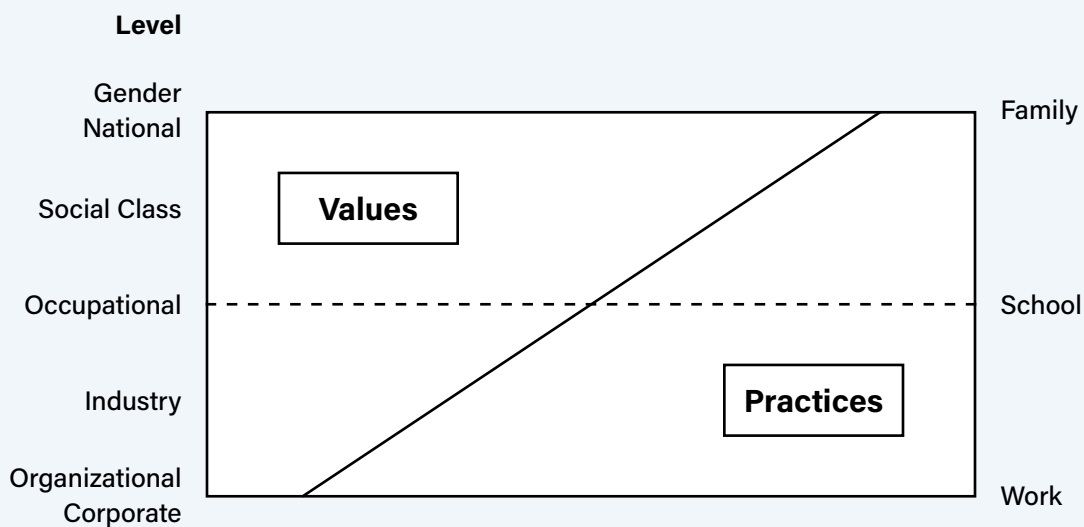 Level
Gender
National
Family
Social Class
Values
Occupational
School
Industry
Practices
Organizational
Corporate
Work